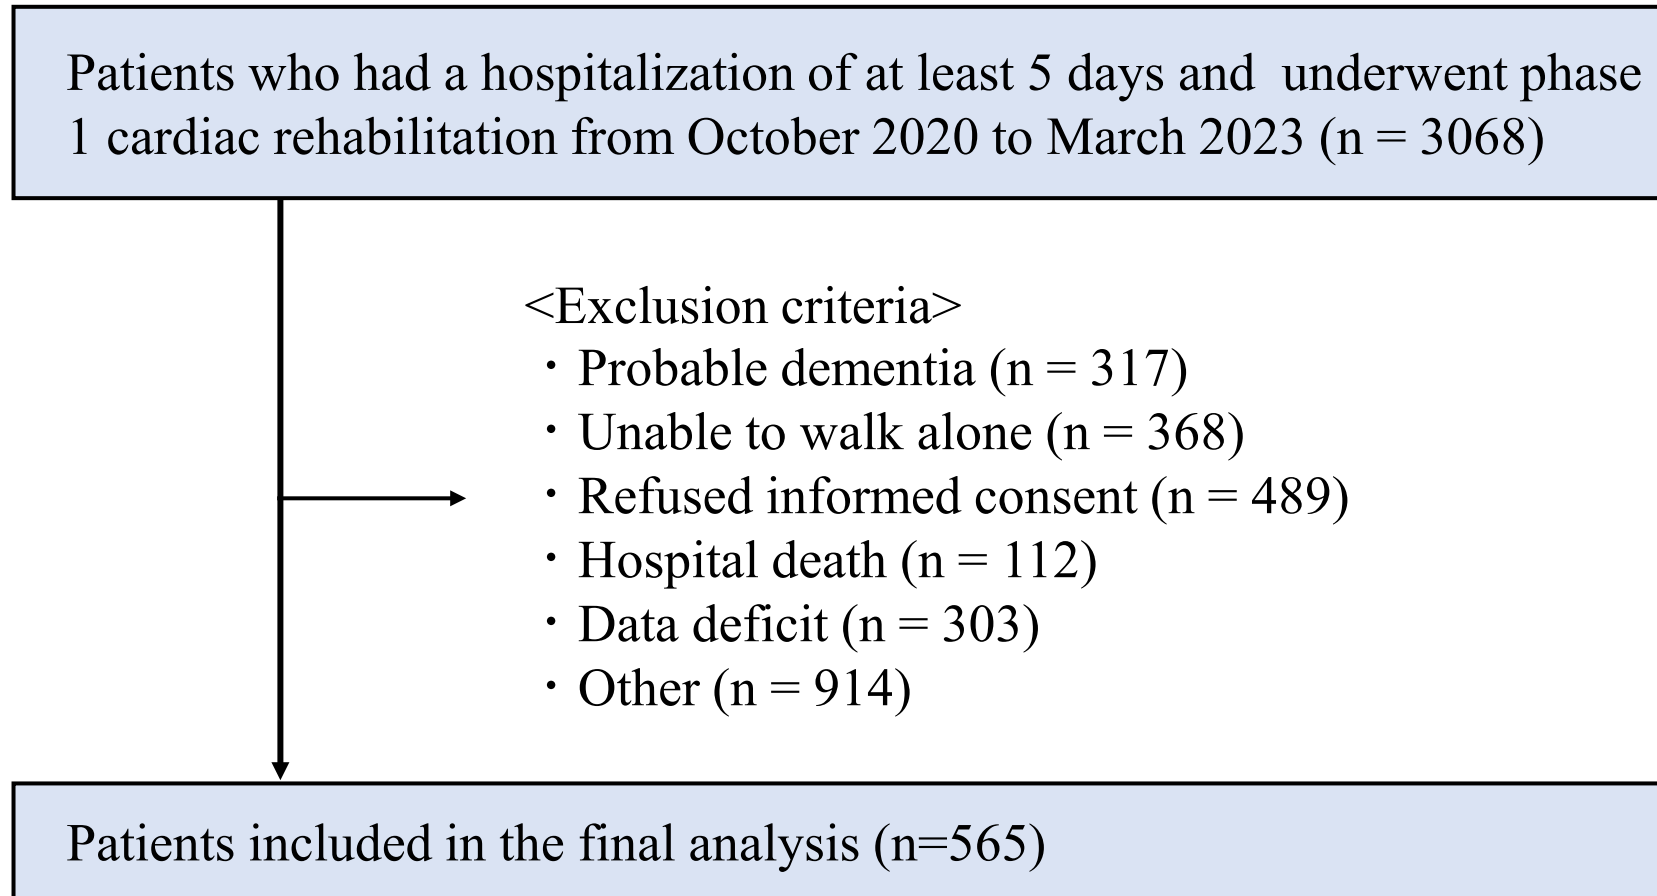 Patients who had a hospitalization of at least 5 days and  underwent phase
1 cardiac rehabilitation from October 2020 to March 2023 (n = 3068)
<Exclusion criteria>
・Probable dementia (n = 317)
・Unable to walk alone (n = 368)
・Refused informed consent (n = 489)
・Hospital death (n = 112)
・Data deficit (n = 303)
・Other (n = 914)
Patients included in the final analysis (n=565)